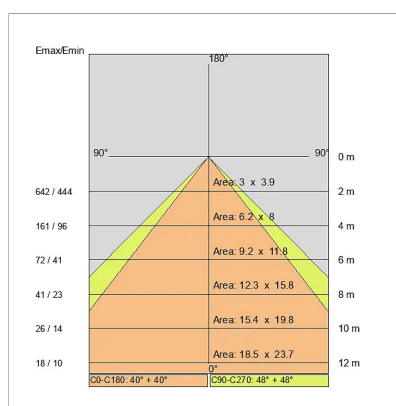 Emax/Emin
180°
90° 90° 0 m
642 / 444 Area: 3 x 3.9 2 m
161 / 96 Area: 6.2 x 8 4 m
72 / 41 Area: 9.2 x 11.8 6 m
41 / 23 Area: 12.3 x 15.8 8 m
26 / 14 Area: 15.4 x 19.8 10 m
18 / 10 Area: 18.5 x 23.7 12 m
0°
C0-C180: 40° + 40° C90-C270: 48° + 48°